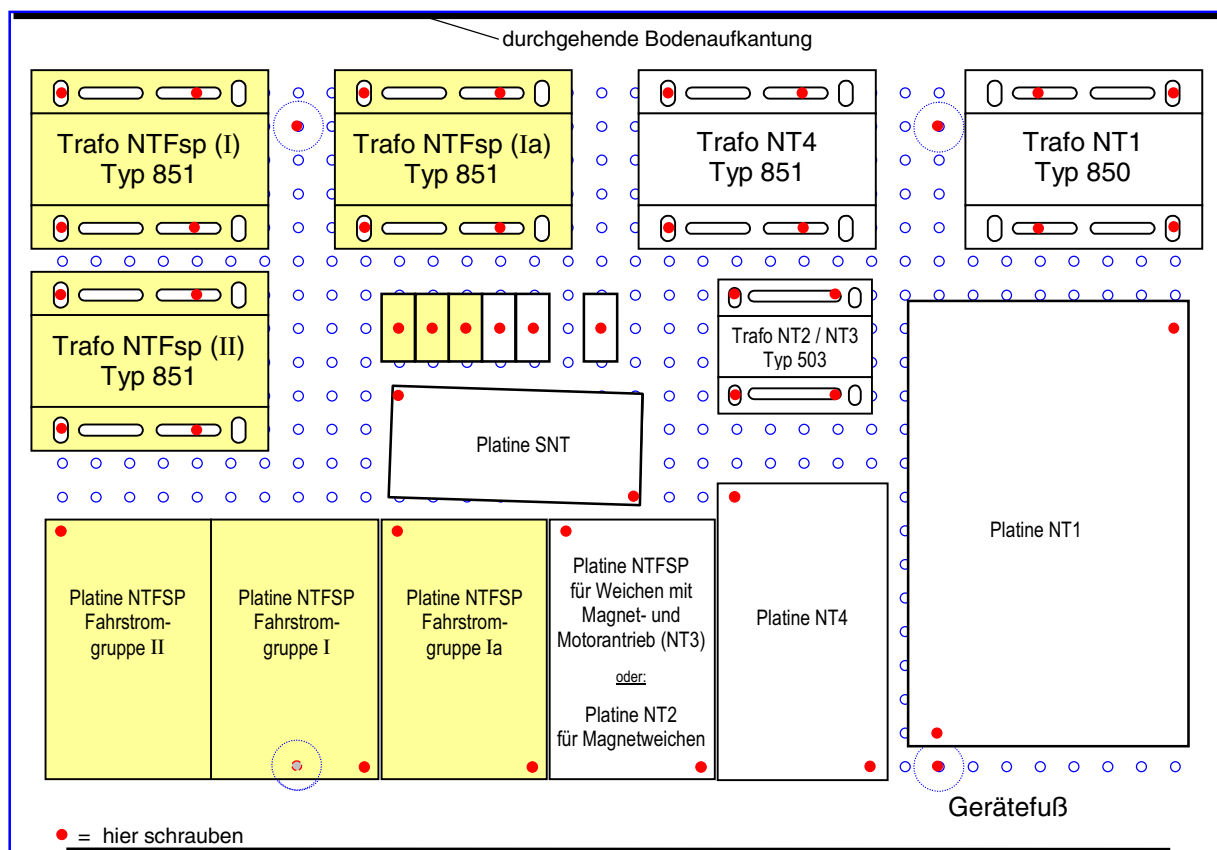 durchgehende Bodenaufkantung
Trafo NTFsp (I)
Typ 851
Trafo NTFsp (Ia)
Typ 851
Trafo NT4
Typ 851
Trafo NT1
Typ 850
Trafo NTFsp (II)
Typ 851
Trafo NT2 / NT3
Typ 503
Platine SNT
Platine NT1
Platine NTFSP
Fahrstrom-
gruppe II
Platine NTFSP
Fahrstrom-
gruppe I
Platine NTFSP
Fahrstrom-
gruppe Ia
Platine NTFSP
für Weichen mit
Magnet- und
Motorantrieb (NT3)
oder:
Platine NT2
für Magnetweichen
Platine NT4
Gerätefuß
= hier schrauben